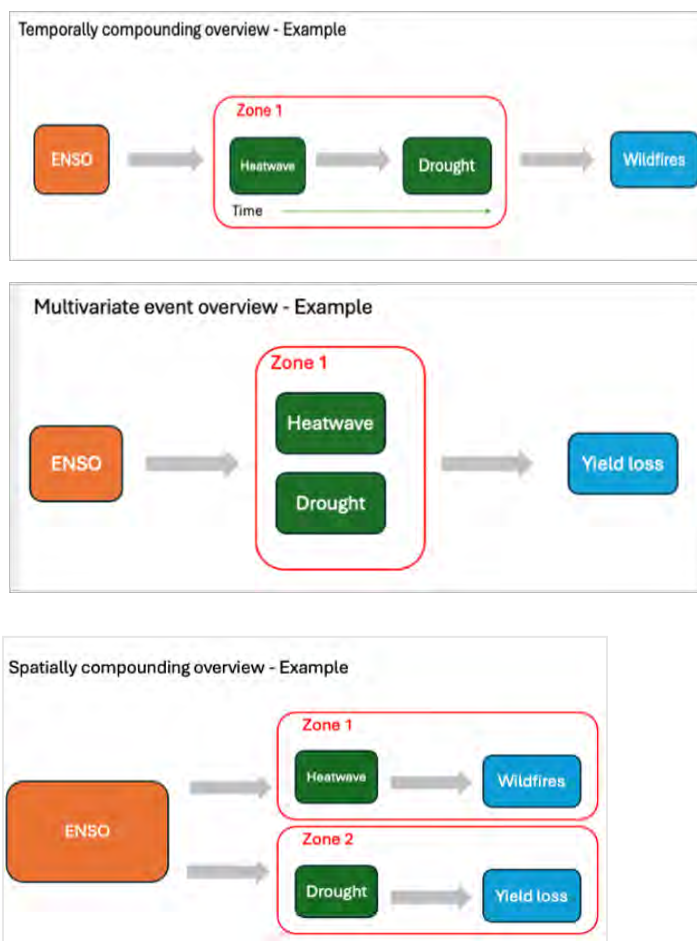 Temporally compounding overview - Example
Zone 1
ENSO
Heatwave
Drought
Wildfires
Time
Multivariate event overview - Example
Zone 1
Heatwave
ENSO
Yield loss
Drought
Spatially compounding overview - Example
Zone 1
Heatwave
Wildfires
ENSO
Zone 2
Drought
Yield loss